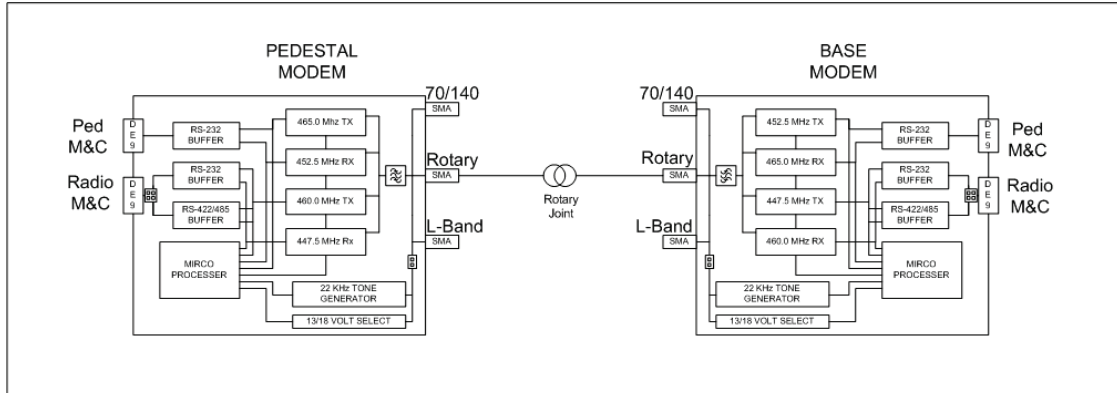 PEDESTAL
MODEM
70/140
SMA
Ped
M&C
D
E
9
RS-232
BUFFER
465.0 Mhz TX
452.5 MHz RX
Rotary
SMA
Radio
M&C
D
E
9
RS-232
BUFFER
RS-422/485
BUFFER
460.0 MHz TX
447.5 MHz Rx
L-Band
SMA
MIRCO
PROCESSER
22 KHz TONE
GENERATOR
13/18 VOLT SELECT
Rotary
Joint
BASE
MODEM
70/140
SMA
452.5 MHz TX
RS-232
BUFFER
D
E
9
Ped
M&C
Rotary
SMA
465.0 MHz RX
447.5 MHz TX
RS-232
BUFFER
RS-422/485
BUFFER
D
E
9
Radio
M&C
L-Band
SMA
460.0 MHz RX
MIRCO
PROCESSER
22 KHz TONE
GENERATOR
13/18 VOLT SELECT